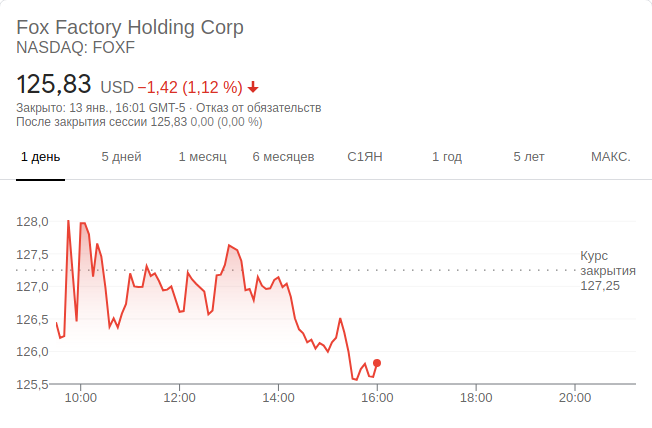 Fox Factory Holding Corp
NASDAQ: FOXF
125,83 USD −1,42 (1,12 %)
Закрыто: 13 янв., 16:01 GMT-5 · Отказ от обязательств
После закрытия сессии 125,83 0,00 (0,00 %)
1 день 5 дней 1 месяц 6 месяцев С1ЯН 1 год 5 лет МАКС.
128,0
127,5
127,0
126,5
126,0
125,5
Курс
закрытия
127,25
10:00 12:00 14:00 16:00 18:00 20:00